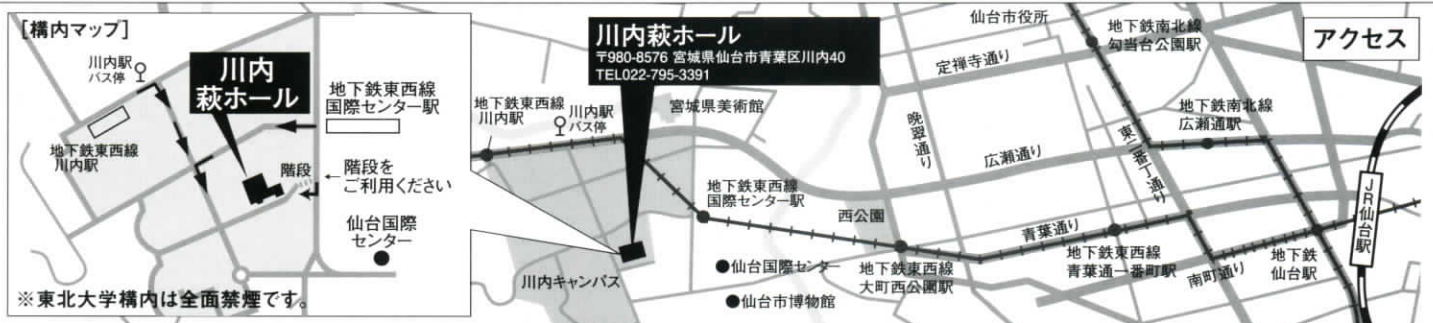 [構内マップ]
川内駅
バス停
川内
萩ホール
地下鉄東西線
国際センター駅
地下鉄東西線
川内駅
階段
←階段を
ご利用ください
仙台国際
センター
※東北大学構内は全面禁煙です。
川内萩ホール
〒980-8576 宮城県仙台市青葉区川内40
TEL022-795-3391
アクセス
仙台市役所
地下鉄南北線
勾当台公園駅
定禅寺通り
地下鉄東西線
川内駅
川内駅
バス停
宮城県美術館
晩翠通り
東二番丁通り
地下鉄南北線
広瀬通駅
広瀬通り
地下鉄東西線
国際センター駅
西公園
青葉通り
JR仙台駅
川内キャンパス
仙台国際センター
仙台市博物館
地下鉄東西線
大町西公園駅
地下鉄東西線
青葉通一番町駅
南町通り
地下鉄
仙台駅